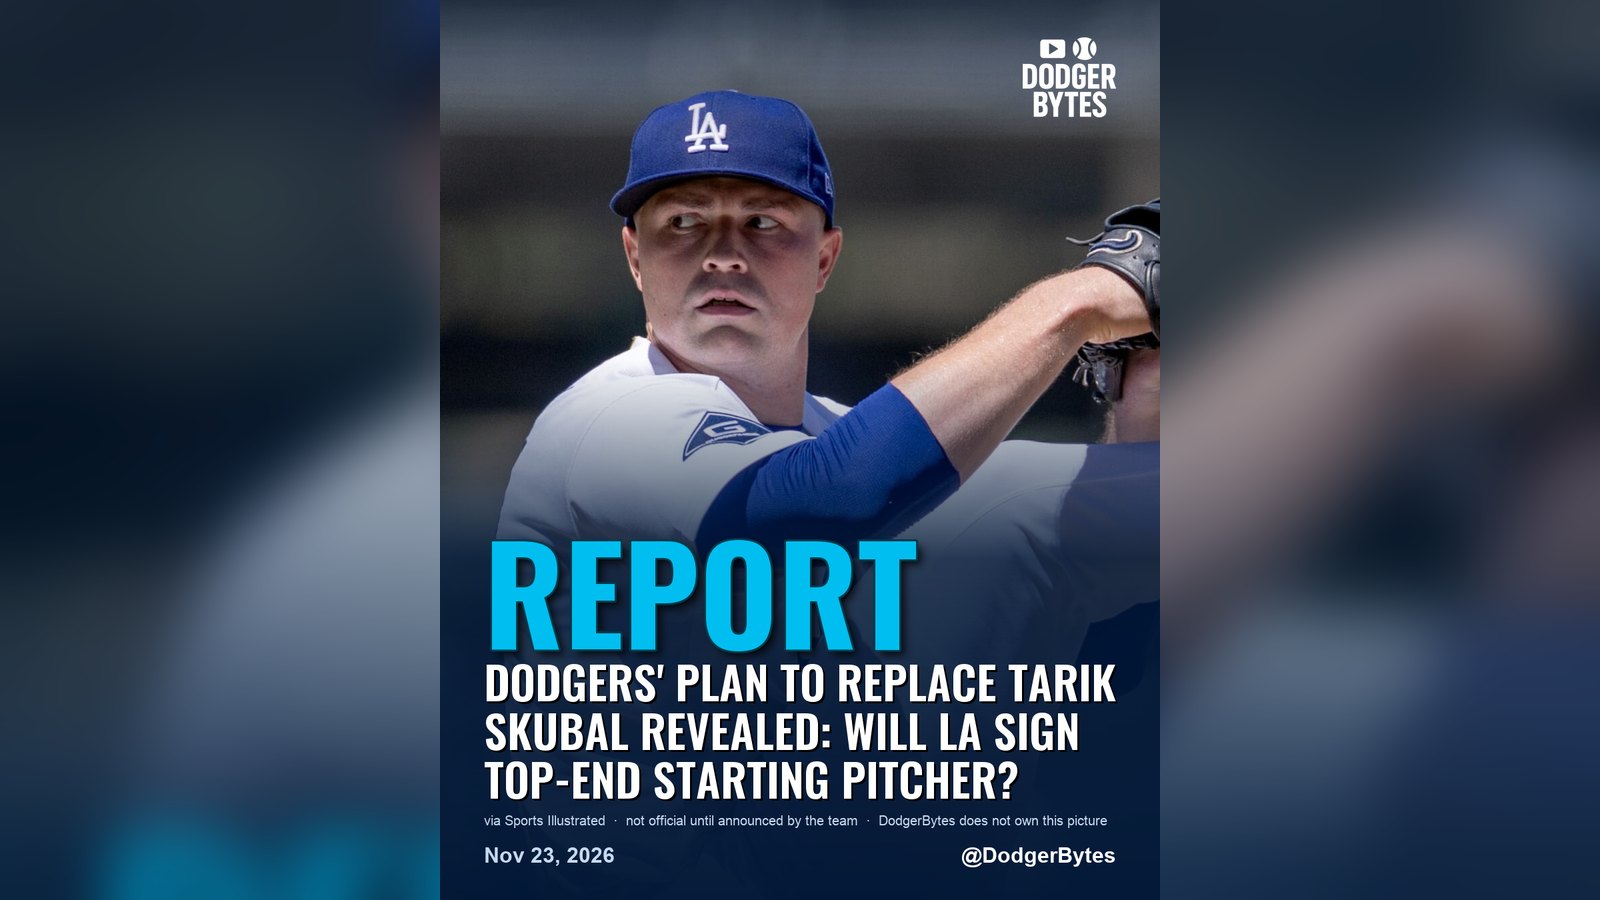 DODGER
BYTES
LA
REPORT
DODGERS' PLAN TO REPLACE TARIK
SKUBAL REVEALED: WILL LA SIGN
TOP-END STARTING PITCHER?
via Sports Illustrated · not official until announced by the team · DodgerBytes does not own this picture
Nov 23, 2026
@DodgerBytes